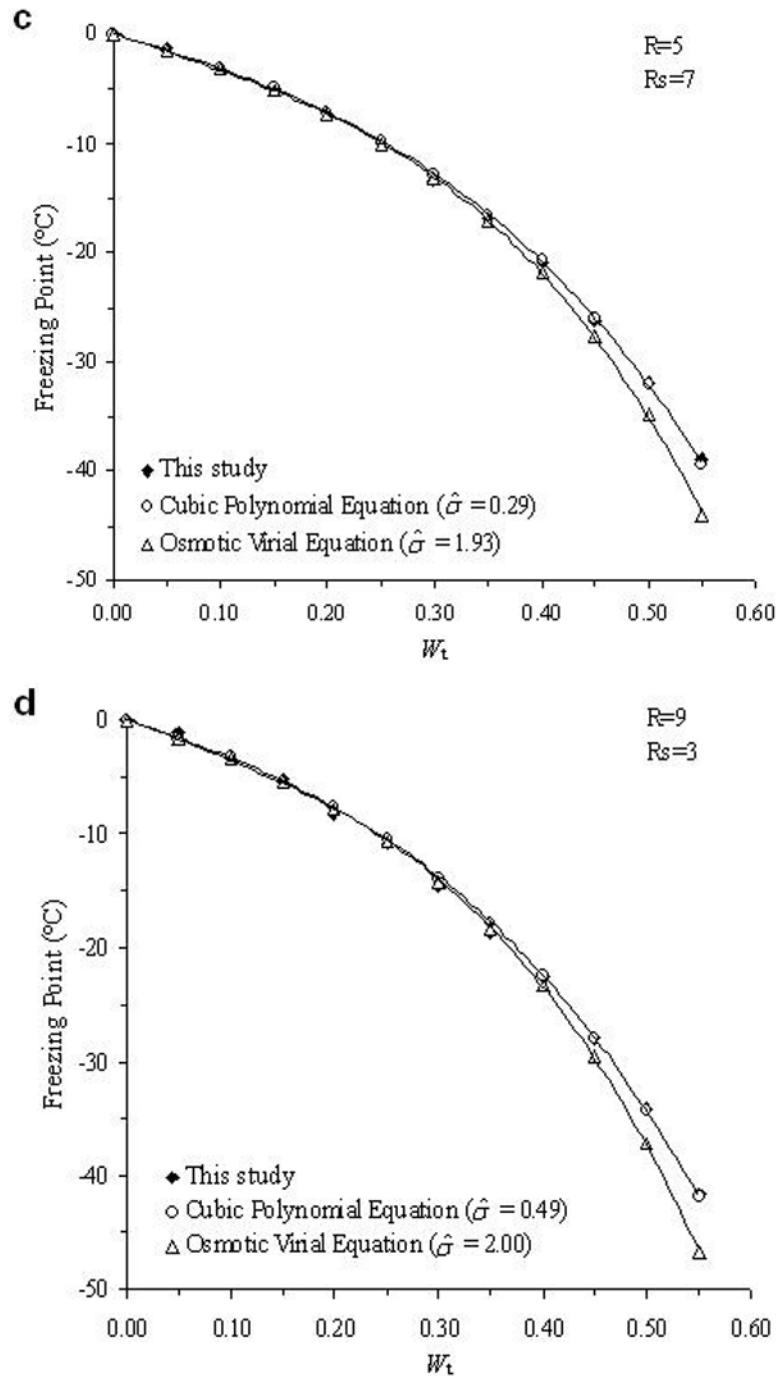 c
R=5
Rs=7
0
-10
-20
-30
-40
-50
Freezing Point (°C)
◆ This study
○ Cubic Polynomial Equation (σ̂ = 0.29)
△ Osmotic Virial Equation (σ̂ = 1.93)
0.00 0.10 0.20 0.30 0.40 0.50 0.60
Wt
d
R=9
Rs=3
0
-10
-20
-30
-40
-50
Freezing Point (°C)
◆ This study
○ Cubic Polynomial Equation (σ̂ = 0.49)
△ Osmotic Virial Equation (σ̂ = 2.00)
0.00 0.10 0.20 0.30 0.40 0.50 0.60
Wt